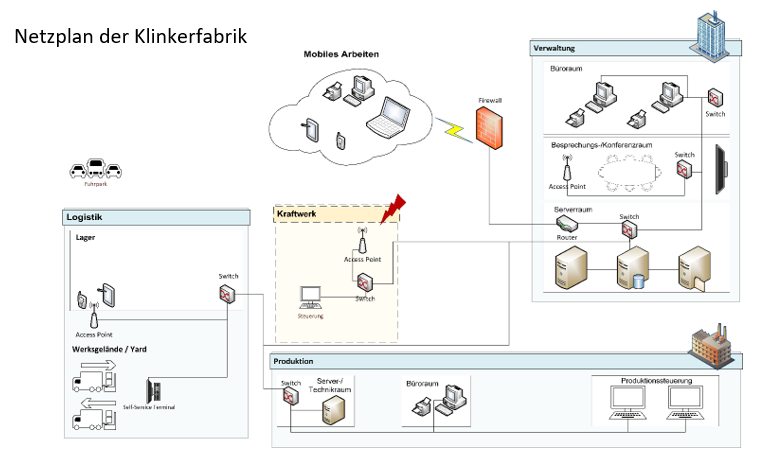 Netzplan der Klinkerfabrik
Mobiles Arbeiten
Firewall
Verwaltung
Büroraum
Switch
Besprechungs-/Konferenzraum
Switch
Access Point
Serverraum
Switch
Router
Fuhrpark
Logistik
Lager
Switch
Access Point
Werksgelände / Yard
Self-Service Terminal
Kraftwerk
Access Point
Switch
Steuerung
Produktion
Switch
Server-/
Technikraum
Büroraum
Produktionssteuerung